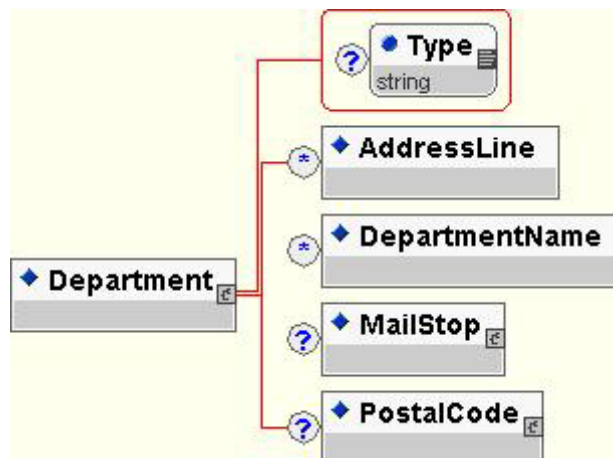 ? Type
string
* AddressLine
* DepartmentName
Department
? MailStop
? PostalCode